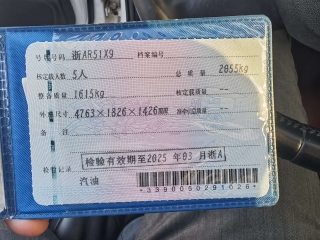 号牌号码 浙AR51X9 档案编号
核定载人数 5人 总质量 2055kg
整备质量 1615kg 核定载质量 --
外廓尺寸 4763×1826×1426mm 准牵引总质量 --
备注
检验记录 检验有效期至2025年03月浙A
汽油